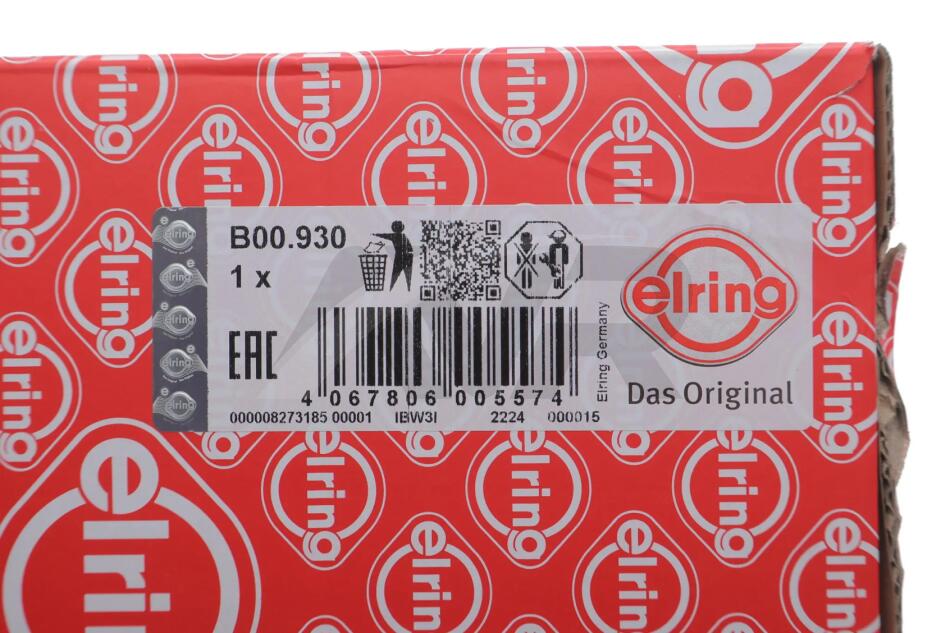 B00.930
1 x
EAC
4 067806 005574
000008273185 00001 IBW3I 2224 000015
Elring Germany
elring
Das Original